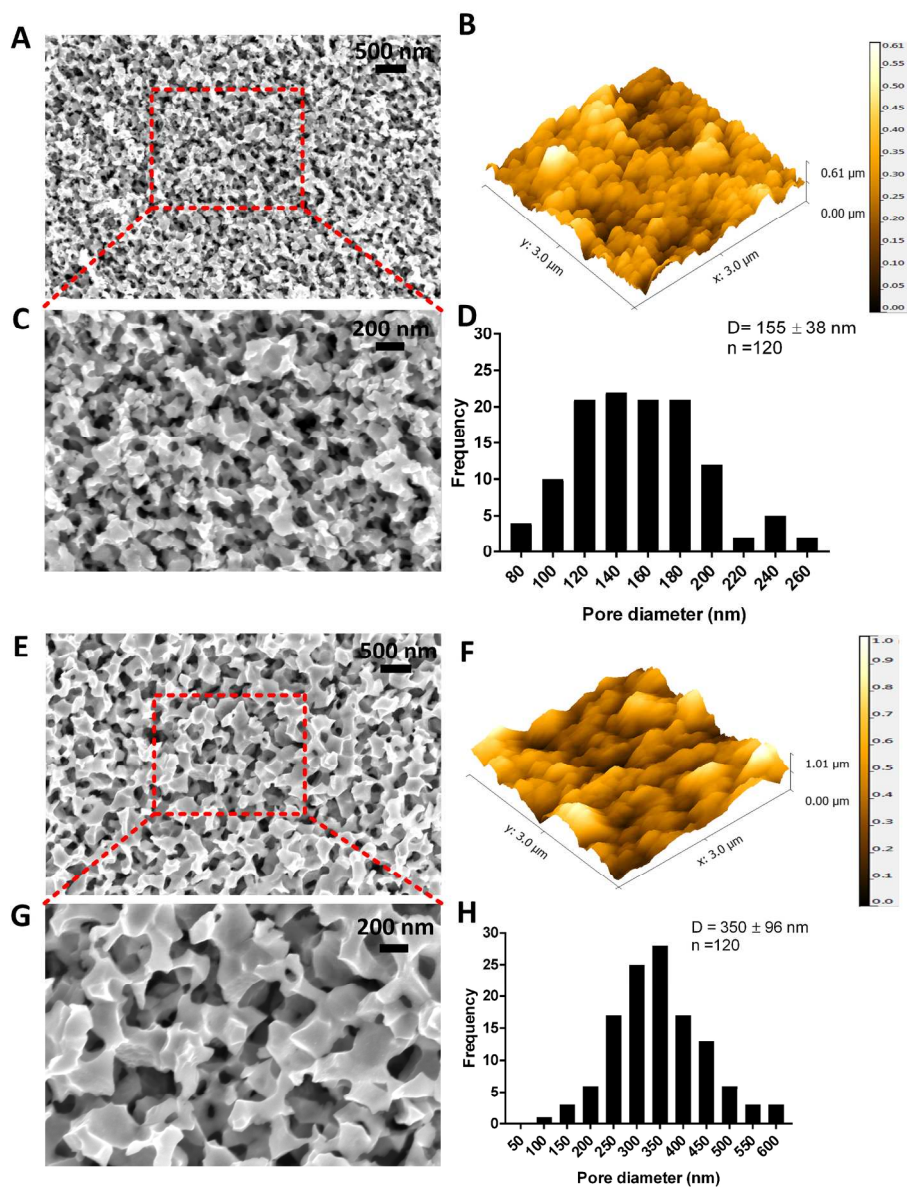 A
500 nm
B
0.61
0.55
0.50
0.45
0.40
0.35
0.30
0.25
0.20
0.15
0.10
0.05
0.00
0.61 µm
0.00 µm
y: 3.0 µm
x: 3.0 µm
C
200 nm
D
D= 155 ± 38 nm
n =120
Frequency
30
25
20
15
10
5
0
80
100
120
140
160
180
200
220
240
260
Pore diameter (nm)
E
500 nm
F
1.0
0.9
0.8
0.7
0.6
0.5
0.4
0.3
0.2
0.1
0.0
1.01 µm
0.00 µm
y: 3.0 µm
x: 3.0 µm
G
200 nm
H
D = 350 ± 96 nm
n =120
Frequency
30
25
20
15
10
5
0
50
100
150
200
250
300
350
400
450
500
550
600
Pore diameter (nm)